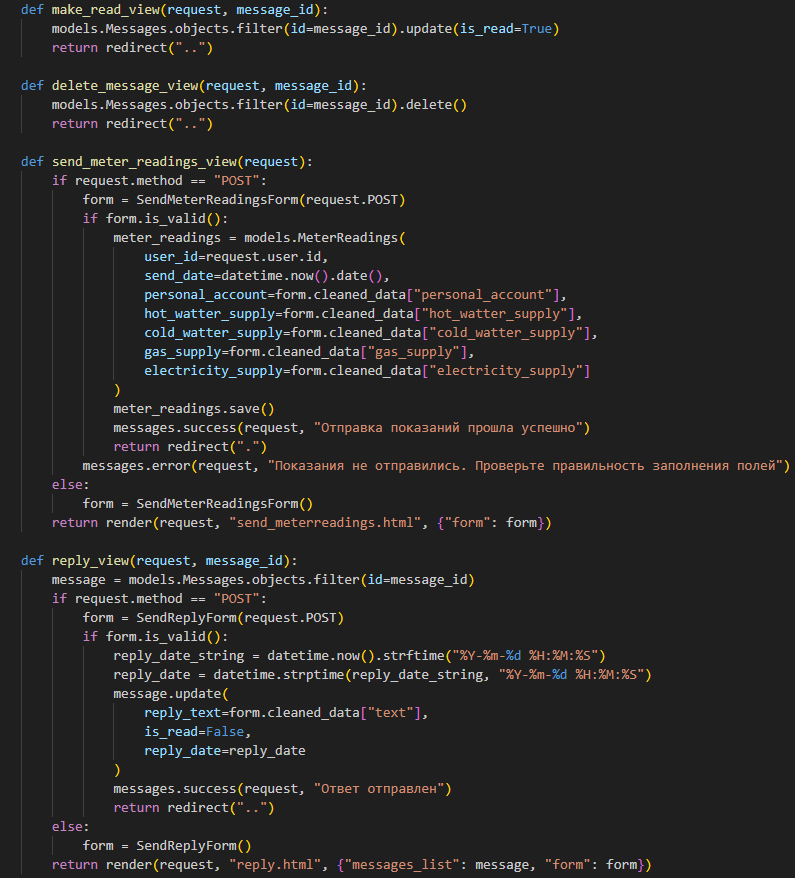 def make_read_view(request, message_id):
    models.Messages.objects.filter(id=message_id).update(is_read=True)
    return redirect("..")

def delete_message_view(request, message_id):
    models.Messages.objects.filter(id=message_id).delete()
    return redirect("..")

def send_meter_readings_view(request):
    if request.method == "POST":
        form = SendMeterReadingsForm(request.POST)
        if form.is_valid():
            meter_readings = models.MeterReadings(
                user_id=request.user.id,
                send_date=datetime.now().date(),
                personal_account=form.cleaned_data["personal_account"],
                hot_watter_supply=form.cleaned_data["hot_watter_supply"],
                cold_watter_supply=form.cleaned_data["cold_watter_supply"],
                gas_supply=form.cleaned_data["gas_supply"],
                electricity_supply=form.cleaned_data["electricity_supply"]
            )
            meter_readings.save()
            messages.success(request, "Отправка показаний прошла успешно")
            return redirect(".")
        messages.error(request, "Показания не отправились. Проверьте правильность заполнения полей")
    else:
        form = SendMeterReadingsForm()
    return render(request, "send_meterreadings.html", {"form": form})

def reply_view(request, message_id):
    message = models.Messages.objects.filter(id=message_id)
    if request.method == "POST":
        form = SendReplyForm(request.POST)
        if form.is_valid():
            reply_date_string = datetime.now().strftime("%Y-%m-%d %H:%M:%S")
            reply_date = datetime.strptime(reply_date_string, "%Y-%m-%d %H:%M:%S")
            message.update(
                reply_text=form.cleaned_data["text"],
                is_read=False,
                reply_date=reply_date
            )
            messages.success(request, "Ответ отправлен")
            return redirect("..")
    else:
        form = SendReplyForm()
    return render(request, "reply.html", {"messages_list": message, "form": form})